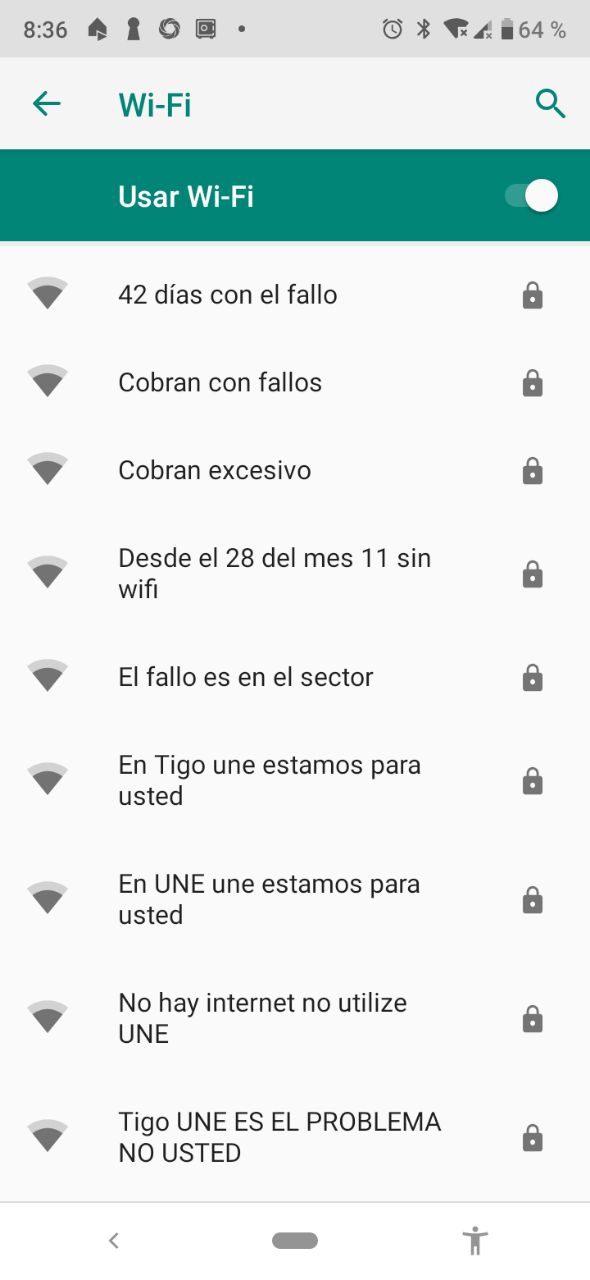 8:36
64 %
Wi-Fi
Usar Wi-Fi
42 días con el fallo
Cobran con fallos
Cobran excesivo
Desde el 28 del mes 11 sin
wifi
El fallo es en el sector
En Tigo une estamos para
usted
En UNE une estamos para
usted
No hay internet no utilize
UNE
Tigo UNE ES EL PROBLEMA
NO USTED